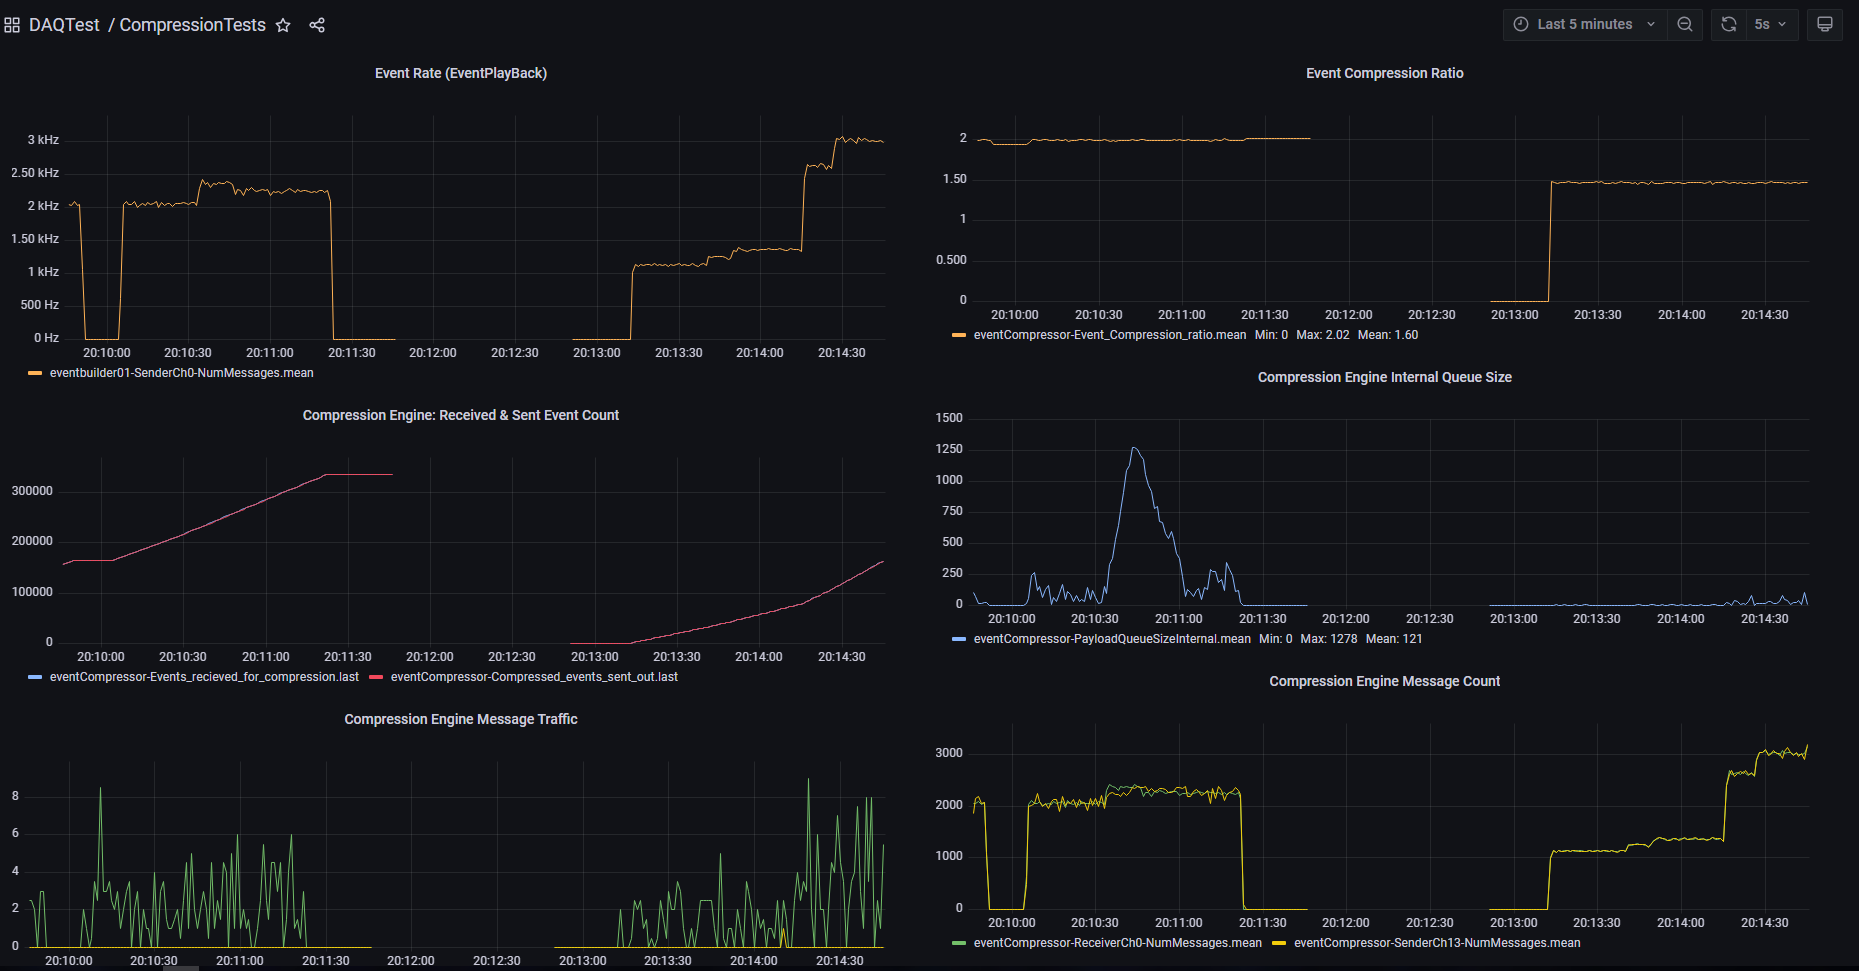 DAQTest / CompressionTests
Last 5 minutes
5s
Event Rate (EventPlayBack)
3 kHz
2.50 kHz
2 kHz
1.50 kHz
1 kHz
500 Hz
0 Hz
20:10:00 20:10:30 20:11:00 20:11:30 20:12:00 20:12:30 20:13:00 20:13:30 20:14:00 20:14:30
eventbuilder01-SenderCh0-NumMessages.mean
Event Compression Ratio
2
1.50
1
0.500
0
20:10:00 20:10:30 20:11:00 20:11:30 20:12:00 20:12:30 20:13:00 20:13:30 20:14:00 20:14:30
eventCompressor-Event_Compression_ratio.mean Min: 0 Max: 2.02 Mean: 1.60
Compression Engine: Received & Sent Event Count
300000
200000
100000
0
20:10:00 20:10:30 20:11:00 20:11:30 20:12:00 20:12:30 20:13:00 20:13:30 20:14:00 20:14:30
eventCompressor-Events_recieved_for_compression.last eventCompressor-Compressed_events_sent_out.last
Compression Engine Internal Queue Size
1500
1250
1000
750
500
250
0
20:10:00 20:10:30 20:11:00 20:11:30 20:12:00 20:12:30 20:13:00 20:13:30 20:14:00 20:14:30
eventCompressor-PayloadQueueSizeInternal.mean Min: 0 Max: 1278 Mean: 121
Compression Engine Message Traffic
8
6
4
2
0
20:10:00 20:10:30 20:11:00 20:11:30 20:12:00 20:12:30 20:13:00 20:13:30 20:14:00 20:14:30
Compression Engine Message Count
3000
2000
1000
0
20:10:00 20:10:30 20:11:00 20:11:30 20:12:00 20:12:30 20:13:00 20:13:30 20:14:00 20:14:30
eventCompressor-ReceiverCh0-NumMessages.mean eventCompressor-SenderCh13-NumMessages.mean